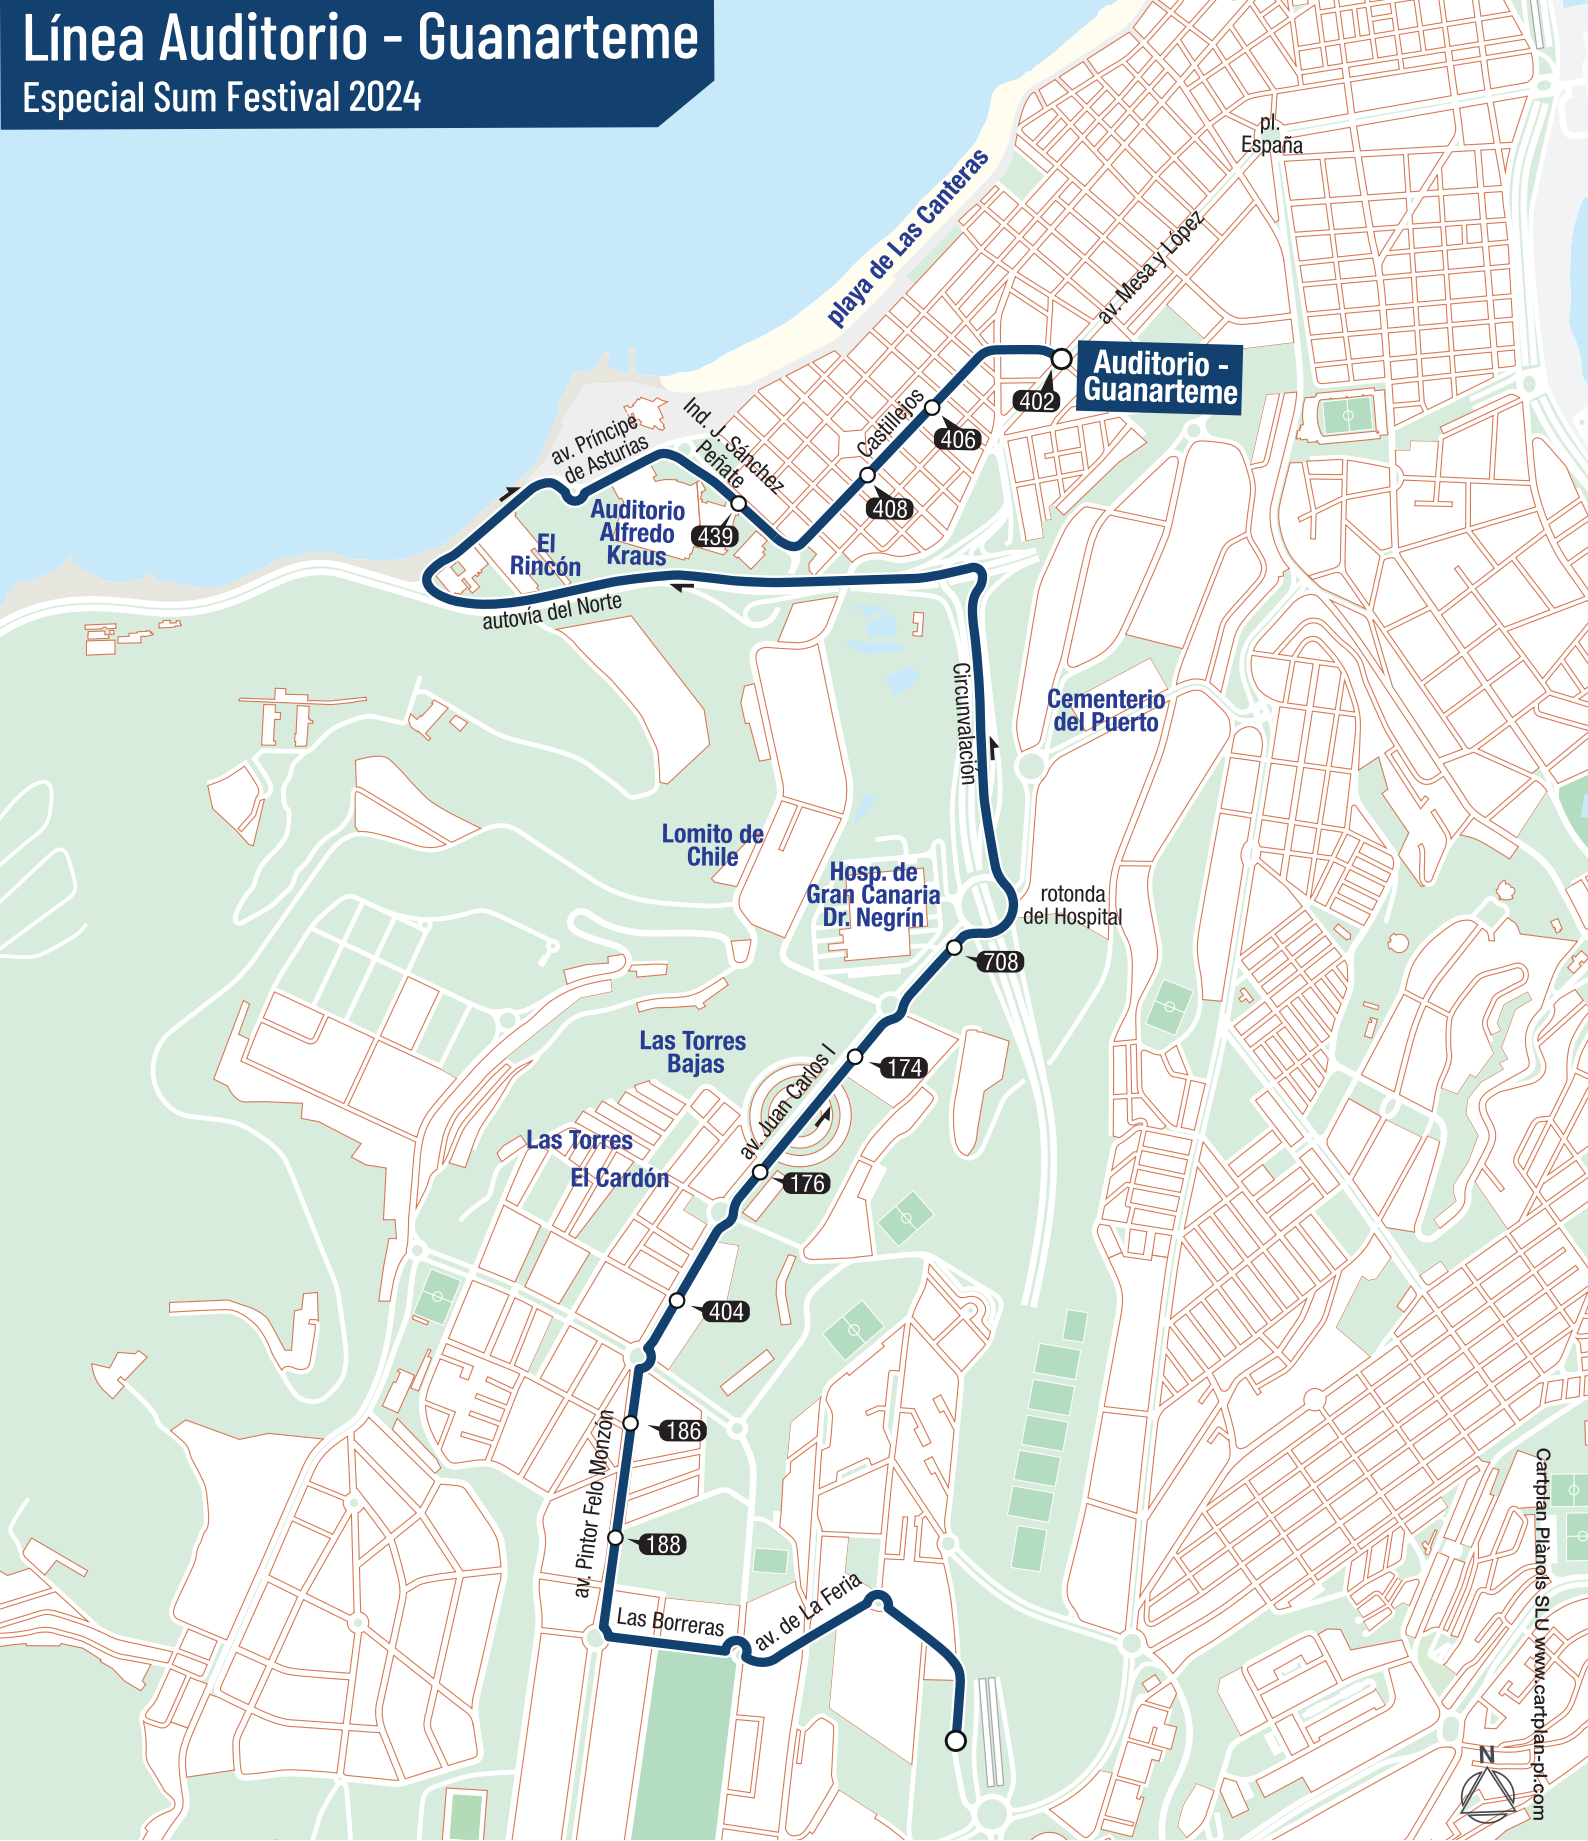 Línea Auditorio - Guanarteme
Especial Sum Festival 2024
pl.
España
playa de Las Canteras
av. Mesa y López
Auditorio -
Guanarteme
402
Castillejos
406
408
Ind. J. Sánchez
Peñate
av. Príncipe
de Asturias
439
Auditorio
Alfredo
Kraus
El
Rincón
autovía del Norte
Circunvalación
Cementerio
del Puerto
Lomito de
Chile
Hosp. de
Gran Canaria
Dr. Negrín
rotonda
del Hospital
708
Las Torres
Bajas
av. Juan Carlos I
174
Las Torres
El Cardón
176
404
av. Pintor Felo Monzón
186
188
Las Borreras
av. de La Feria
Cartplan Plànols SLU www.cartplan-pl.com
N